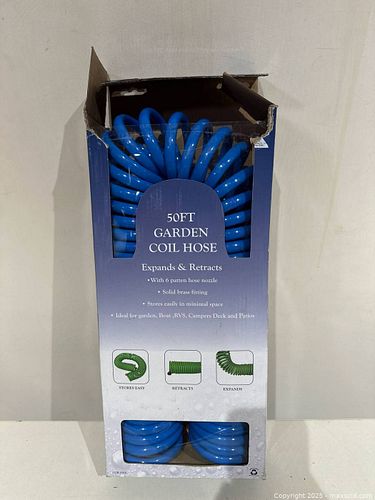 50FT
GARDEN
COIL HOSE
Expands & Retracts
• With 6 patten hose nozzle
• Solid brass fitting
• Stores easily in minimal space
• Ideal for garden, Boat ,RVS, Campers Deck and Patios
STORES EASY
RETRACTS
EXPANDS
Copyright 2025 - maxsold.com